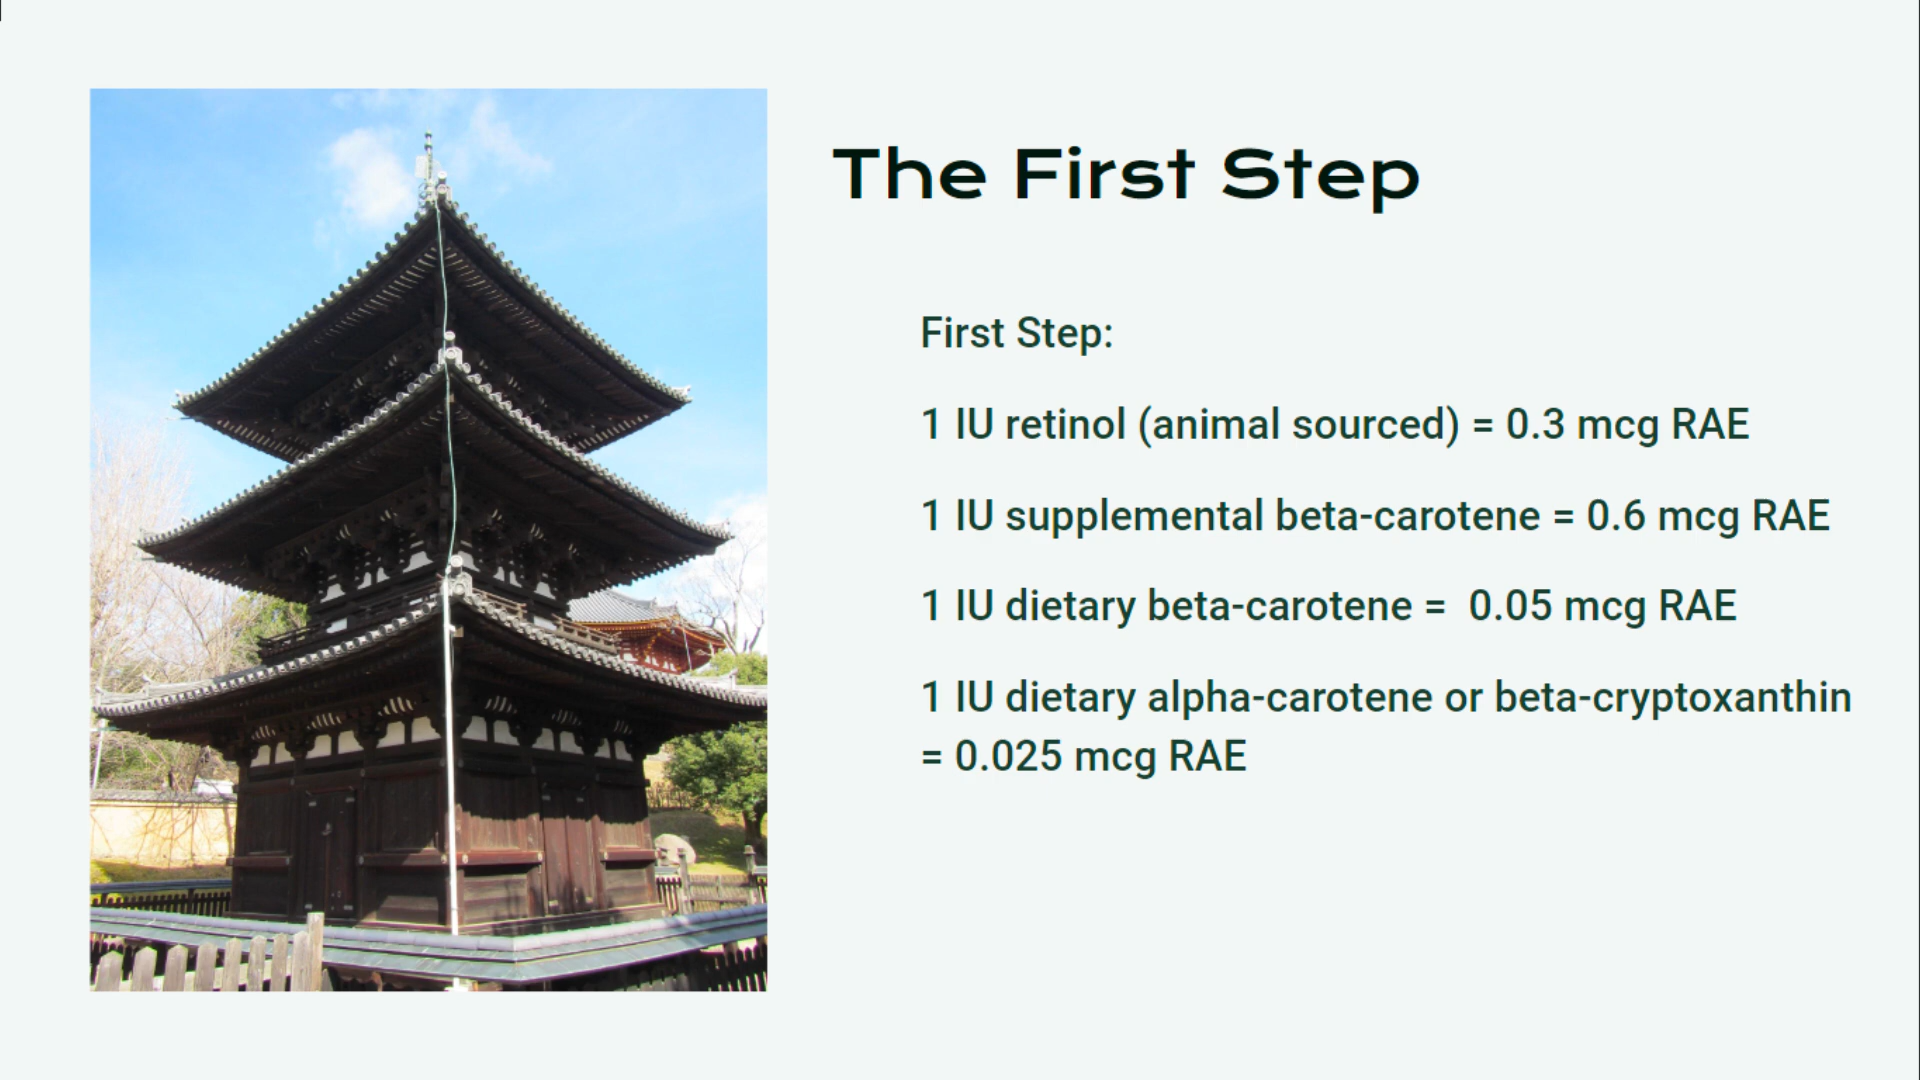 The First Step
First Step:
1 IU retinol (animal sourced) = 0.3 mcg RAE
1 IU supplemental beta-carotene = 0.6 mcg RAE
1 IU dietary beta-carotene =  0.05 mcg RAE
1 IU dietary alpha-carotene or beta-cryptoxanthin
= 0.025 mcg RAE